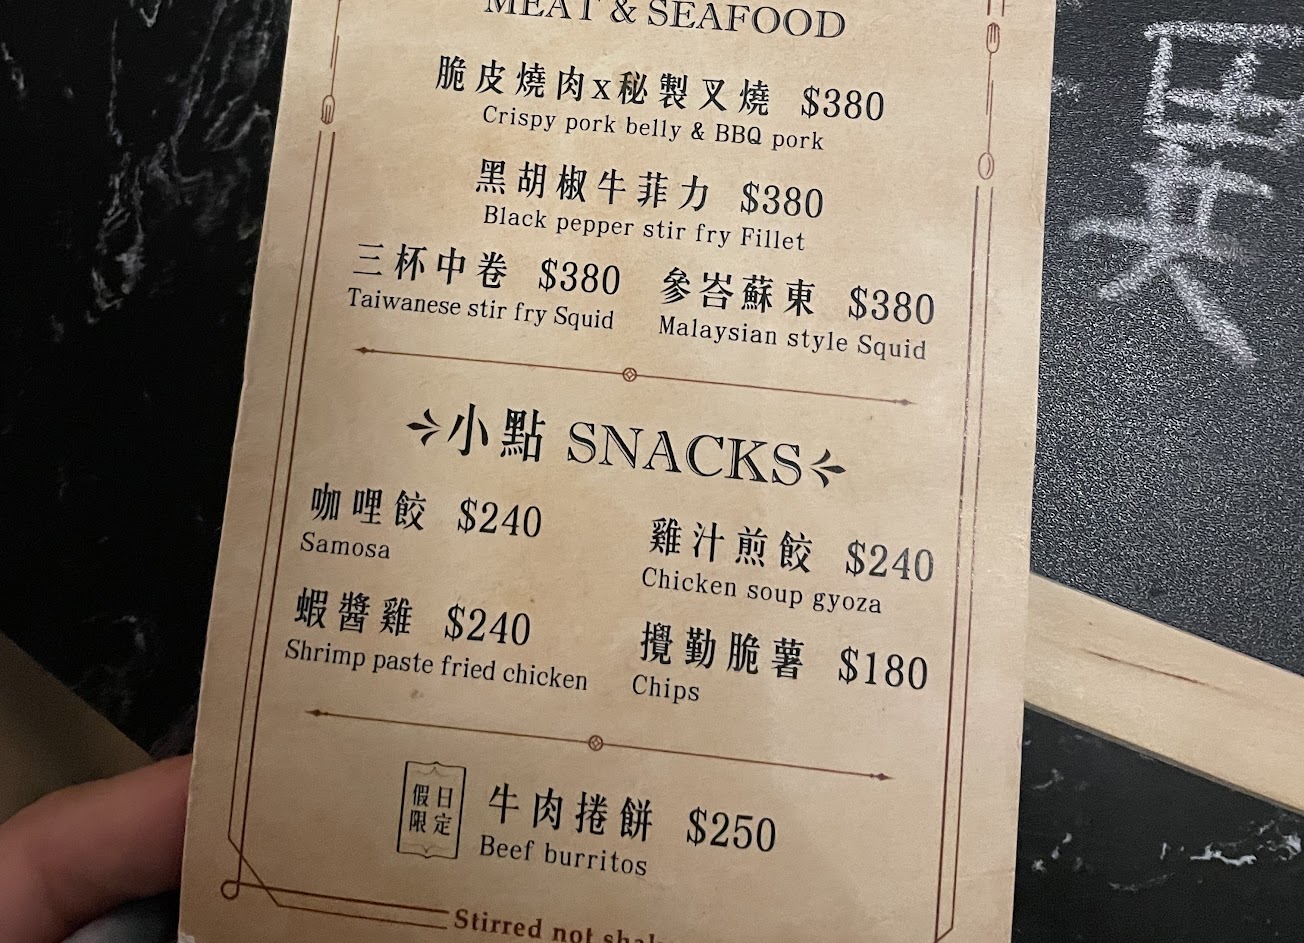 MEAT & SEAFOOD
脆皮燒肉x秘製叉燒 $380
Crispy pork belly & BBQ pork
黑胡椒牛菲力 $380
Black pepper stir fry Fillet
三杯中卷 $380
Taiwanese stir fry Squid
參峇蘇東 $380
Malaysian style Squid
小點 SNACKS
咖哩餃 $240
Samosa
雞汁煎餃 $240
Chicken soup gyoza
蝦醬雞 $240
Shrimp paste fried chicken
攪勤脆薯 $180
Chips
假日
限定
牛肉捲餅 $250
Beef burritos
Stirred not